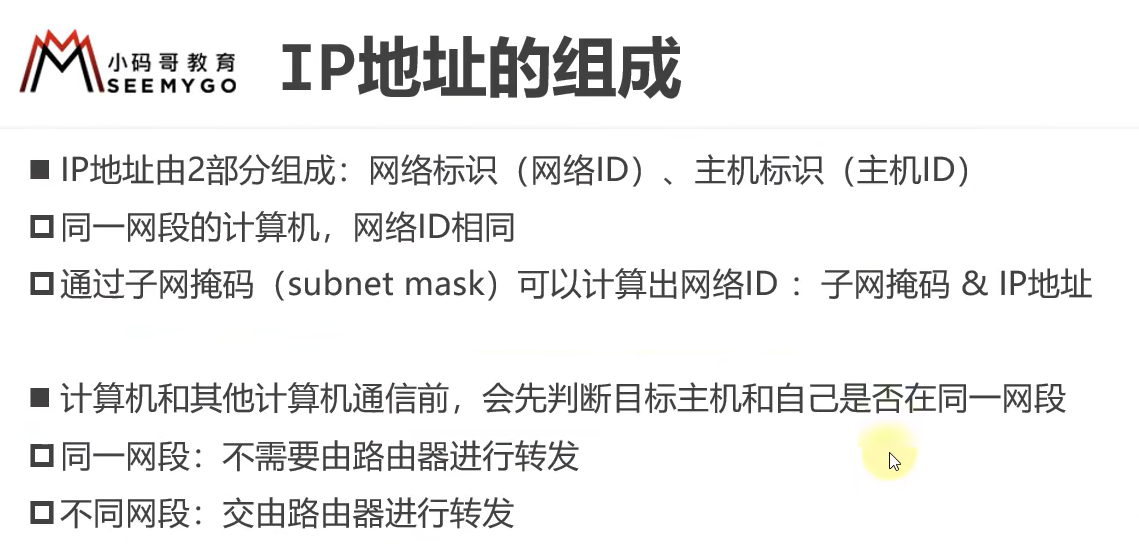 小码哥教育
SEEMYGO
IP地址的组成
IP地址由2部分组成：网络标识（网络ID）、主机标识（主机ID）
同一网段的计算机，网络ID相同
通过子网掩码（subnet mask）可以计算出网络ID ：子网掩码 & IP地址
计算机和其他计算机通信前，会先判断目标主机和自己是否在同一网段
同一网段：不需要由路由器进行转发
不同网段：交由路由器进行转发